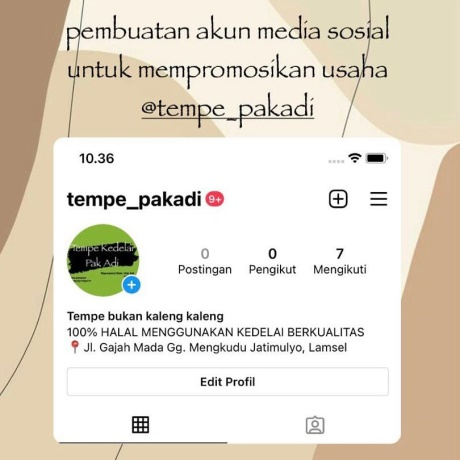 pembuatan akun media sosial
untuk mempromosikan usaha
@tempe_pakadi
10.36
tempe_pakadi 9+
Tempe Kedelai
Pak Adi
0 0 7
Postingan Pengikut Mengikuti
Tempe bukan kaleng kaleng
100% HALAL MENGGUNAKAN KEDELAI BERKUALITAS
📍 Jl. Gajah Mada Gg. Mengkudu Jatimulyo, Lamsel
Edit Profil